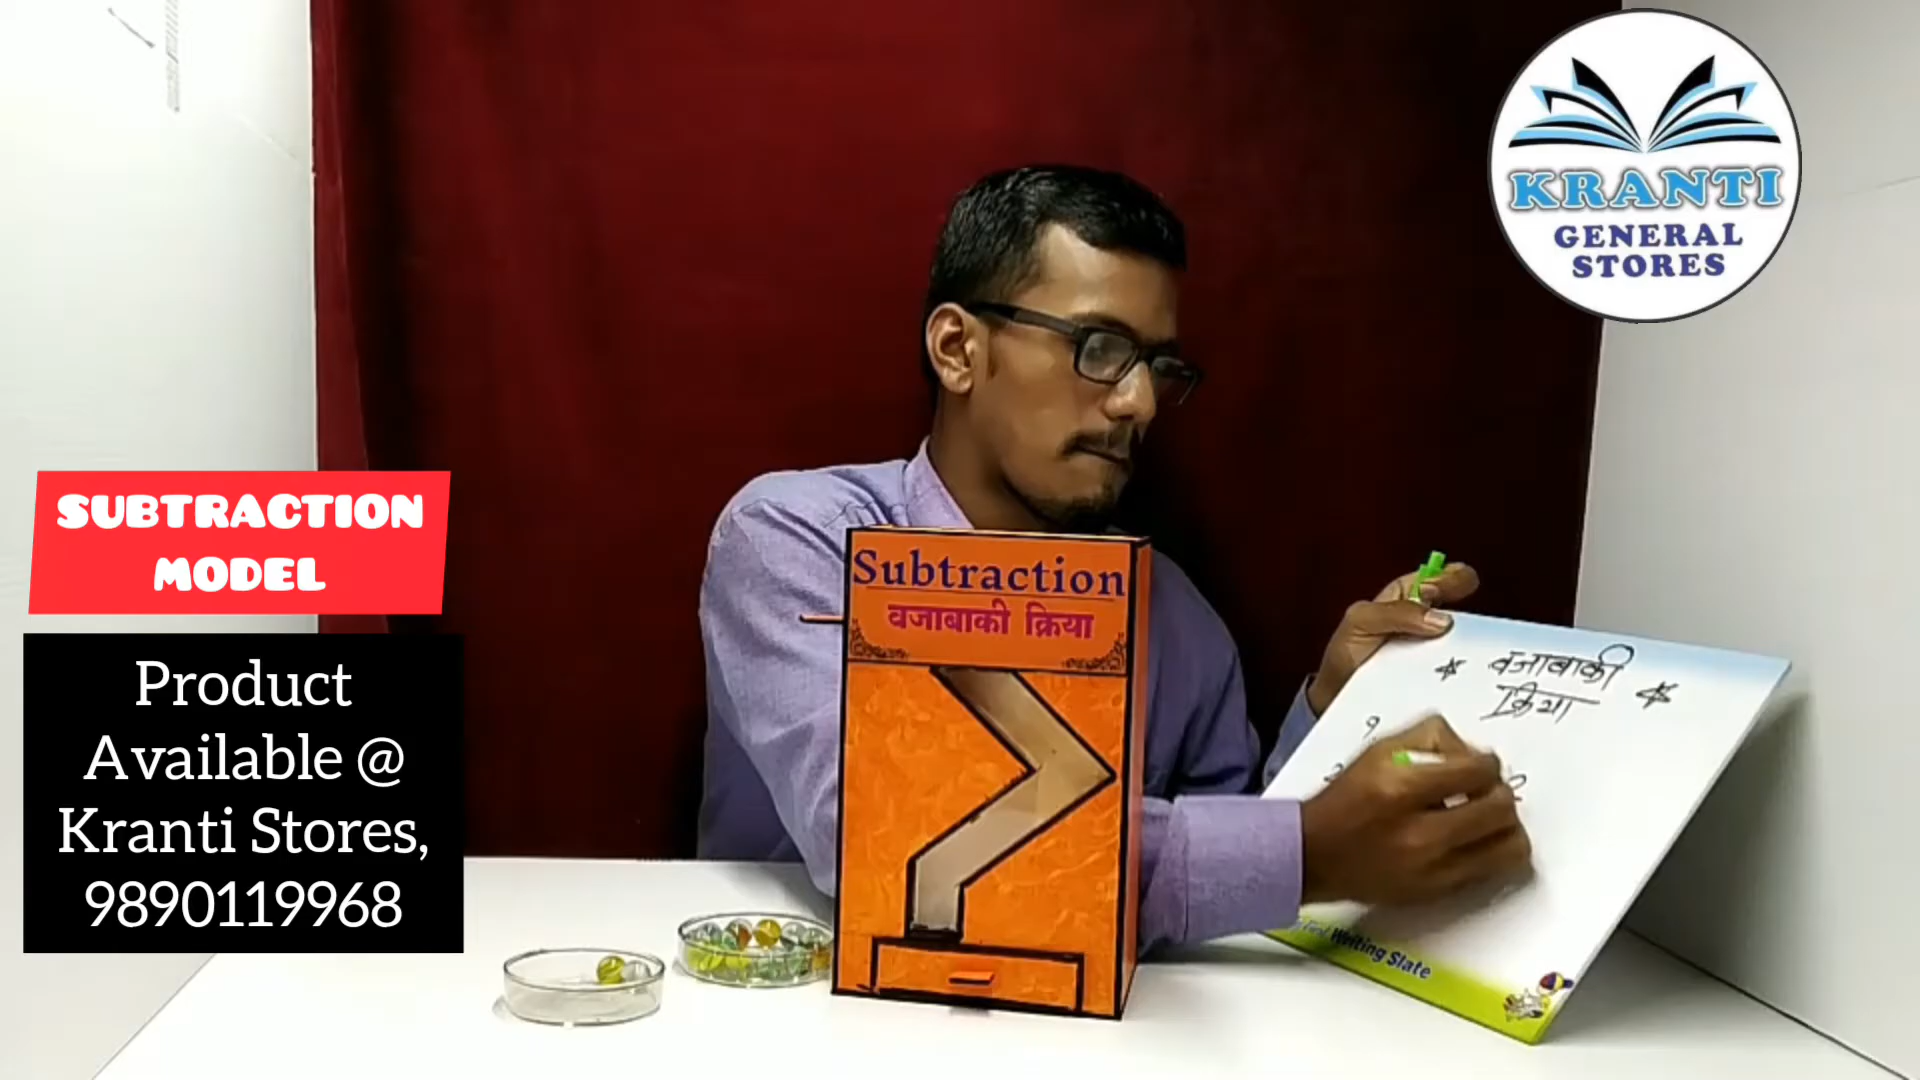 KRANTI
GENERAL
STORES
SUBTRACTION
MODEL
Product
Available @
Kranti Stores,
9890119968
Subtraction
वजाबाकी क्रिया
वजाबाकी
क्रिया
Writing Slate